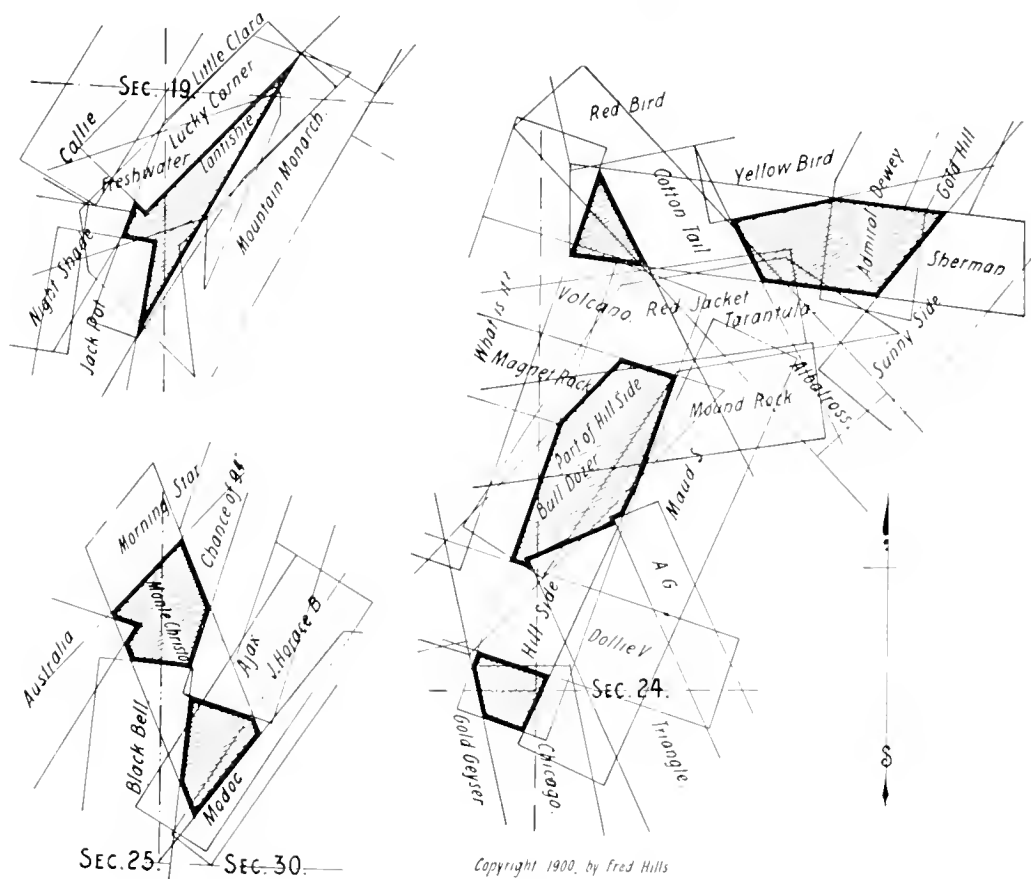 Little Clara
SEC. 19.
Lucky Corner
Callie
Freshwater
Lantishire
Mountain Monarch
Night Shade
Jack Pot
Red Bird
Yellow Bird
Cotton Tail
Admiral Dewey
Gold Hill
Sherman
Volcano.
Red Jacket
Tarantula.
What is it?
Magnet Rock
Sunny Side
Albatross.
Mound Rock
Part of Hill Side
Bull Dozer
Maud S
A G
Hill Side
Dollie V
SEC. 24.
Triangle.
Gold Geyser
Chicago.
S
Morning Star
Chance of 94
Monte Christo
Australia
Ajax
J. Horace B
Black Bell
Modoc
SEC. 25.
SEC. 30.
Copyright 1900, by Fred Hills